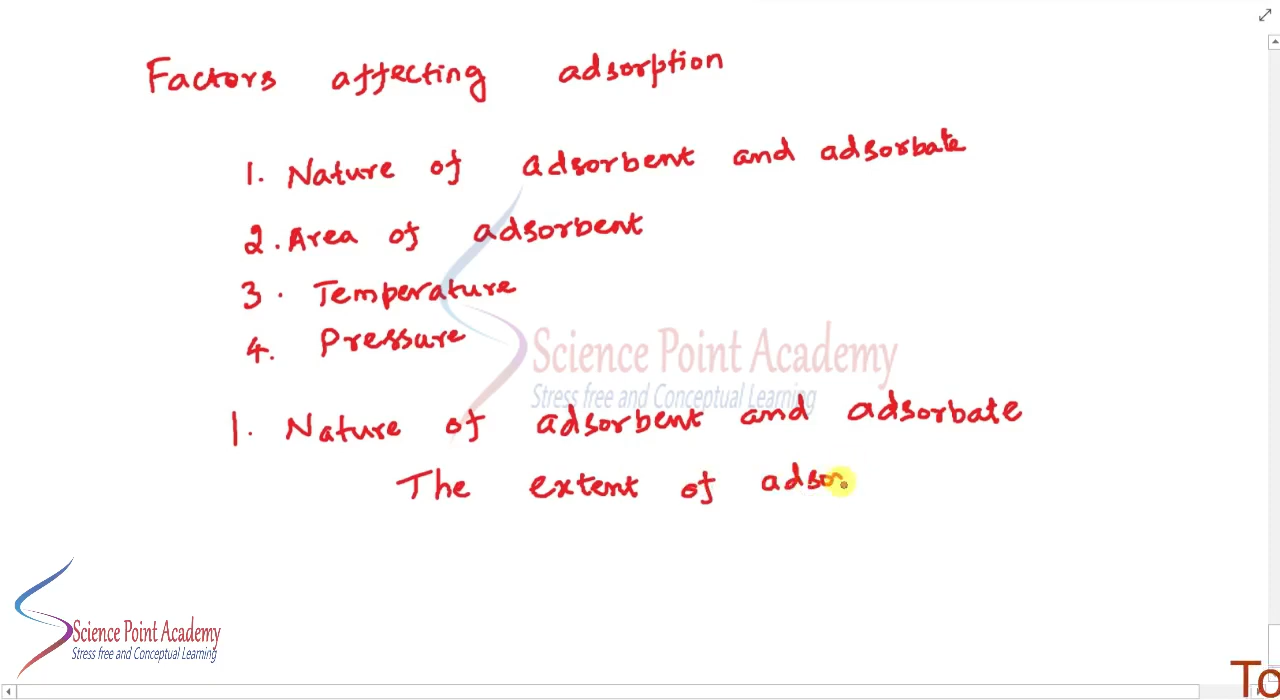 Factors affecting adsorption
1. Nature of adsorbent and adsorbate
2. Area of adsorbent
3. Temperature
4. Pressure
Science Point Academy
Stress free and Conceptual Learning
1. Nature of adsorbent and adsorbate
The extent of adso
Science Point Academy
Stress free and Conceptual Learning
To